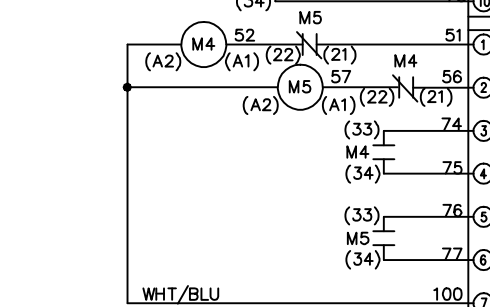 (34)
10
M5
M4 52 51 1
(A2) (A1) (22) (21)
M4
M5 57 56 2
(A2) (A1) (22) (21)
(33) 74 3
M4
(34) 75 4
(33) 76 5
M5
(34) 77 6
WHT/BLU 100 7